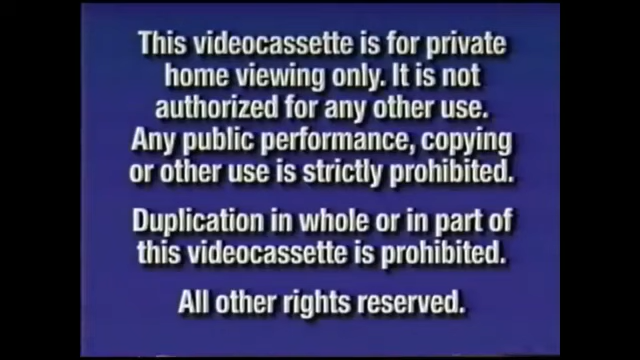 This videocassette is for private
home viewing only. It is not
authorized for any other use.
Any public performance, copying
or other use is strictly prohibited.
Duplication in whole or in part of
this videocassette is prohibited.
All other rights reserved.